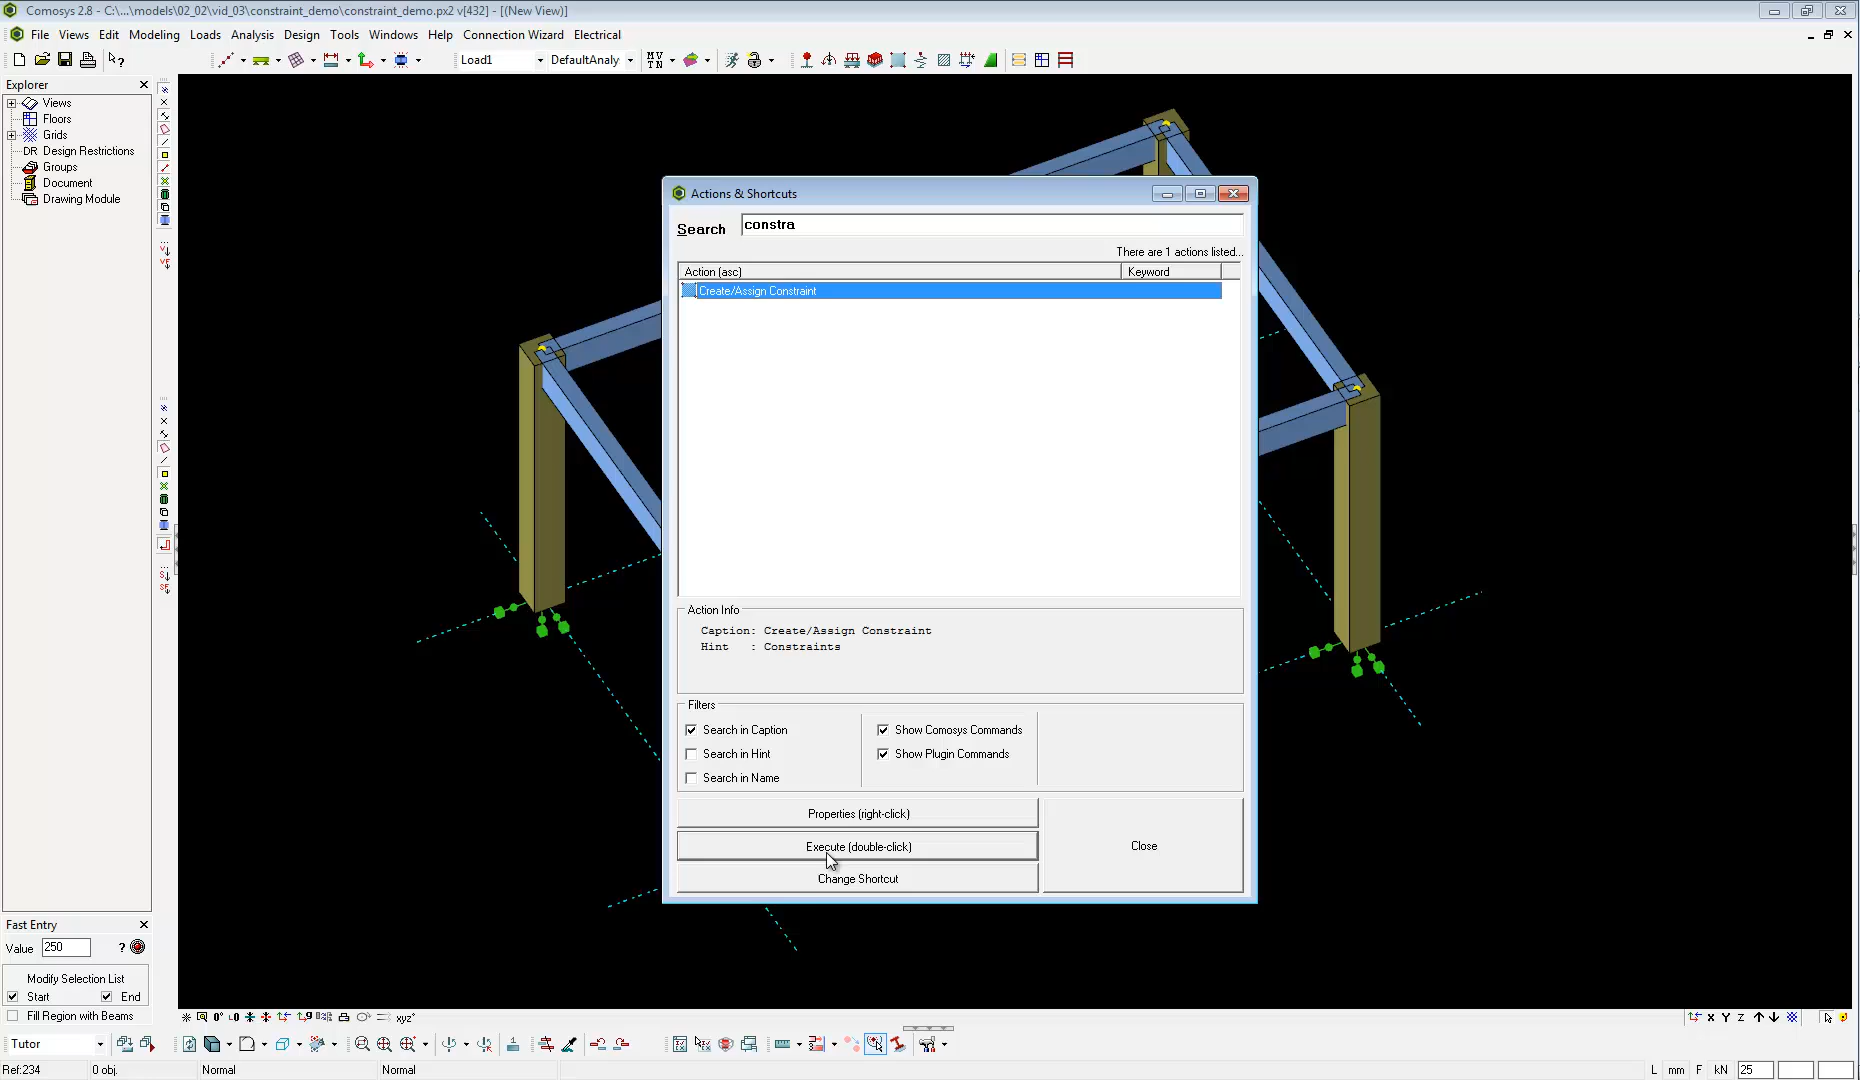 Comosys 2.8 - C:\...\models\02_02\vid_03\constraint_demo\constraint_demo.px2 v[432] - [(New View)]
File Views Edit Modeling Loads Analysis Design Tools Windows Help Connection Wizard Electrical
Load1 DefaultAnaly MV TN
Explorer
Views
Floors
Grids
DR Design Restrictions
Groups
Document
Drawing Module
Actions & Shortcuts
Search constra
There are 1 actions listed...
Action (asc) Keyword
Create/Assign Constraint
Action Info
Caption: Create/Assign Constraint
Hint : Constraints
Filters
Search in Caption Show Comosys Commands
Search in Hint Show Plugin Commands
Search in Name
Properties (right-click)
Execute (double-click)
Close
Change Shortcut
Fast Entry
Value 250 ?
Modify Selection List
Start End
Fill Region with Beams
xyz
X Y Z
Tutor
Ref:234 0 obj. Normal Normal L mm F kN 25